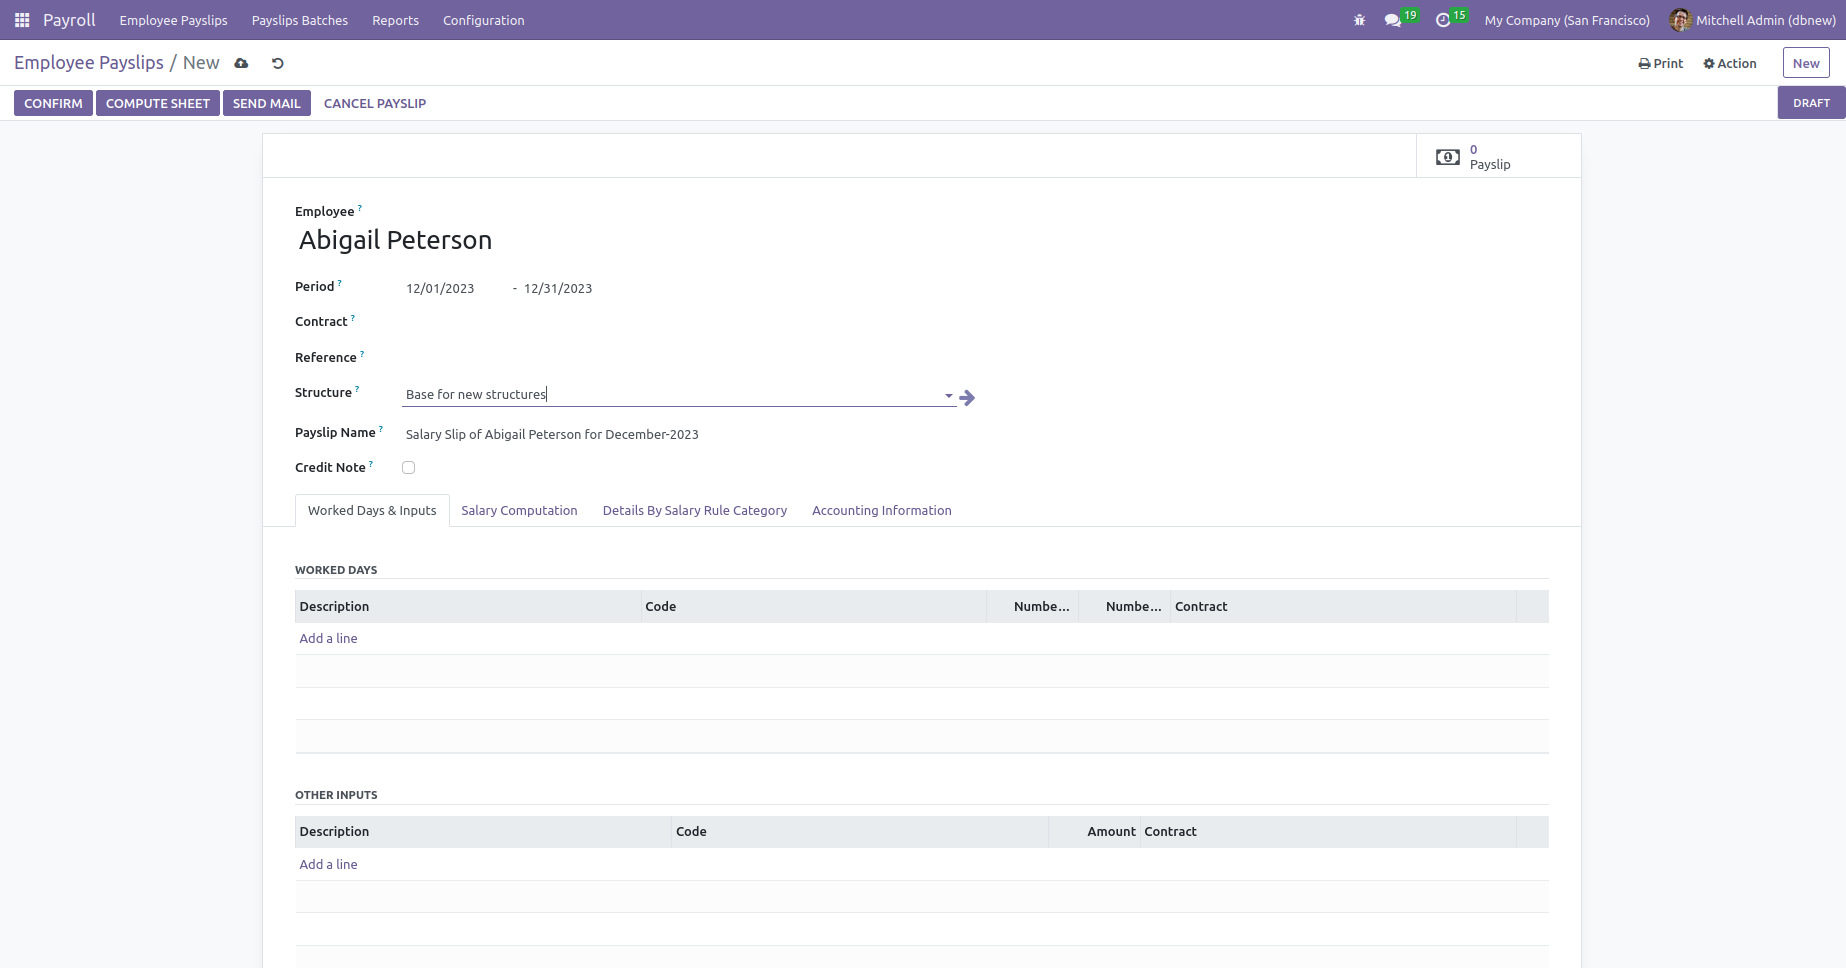 Payroll Employee Payslips Payslips Batches Reports Configuration 19 15 My Company (San Francisco) Mitchell Admin (dbnew)
Employee Payslips / New Print Action New
CONFIRM COMPUTE SHEET SEND MAIL CANCEL PAYSLIP DRAFT
0
Payslip
Employee ?
Abigail Peterson
Period ? 12/01/2023 - 12/31/2023
Contract ?
Reference ?
Structure ? Base for new structures
Payslip Name ? Salary Slip of Abigail Peterson for December-2023
Credit Note ?
Worked Days & Inputs Salary Computation Details By Salary Rule Category Accounting Information
WORKED DAYS
Description Code Numbe... Numbe... Contract
Add a line
OTHER INPUTS
Description Code Amount Contract
Add a line